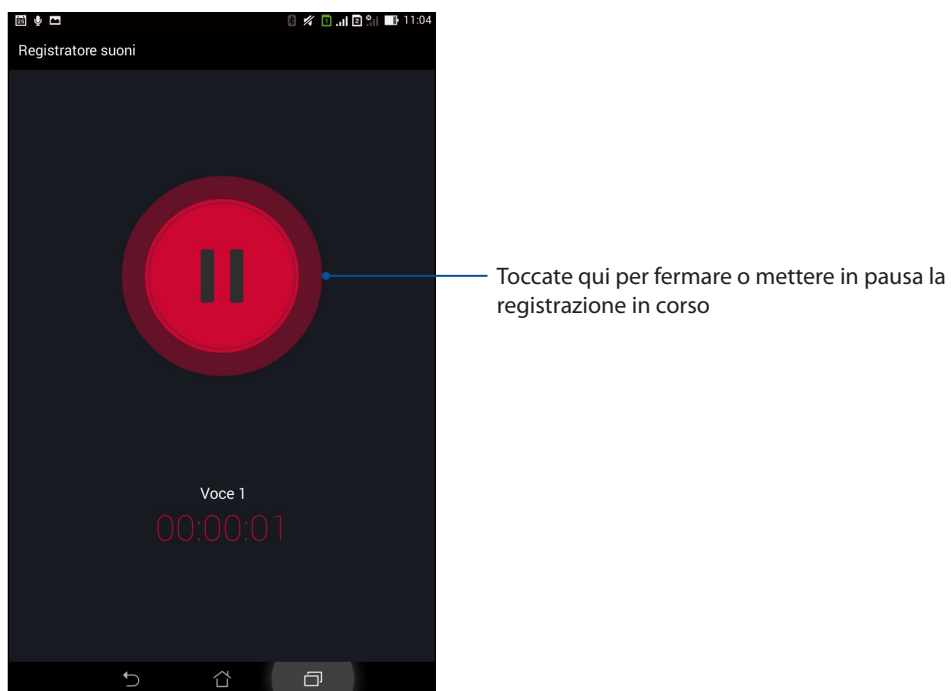 11:04
Registratore suoni
Toccate qui per fermare o mettere in pausa la
registrazione in corso
Voce 1
00:00:01